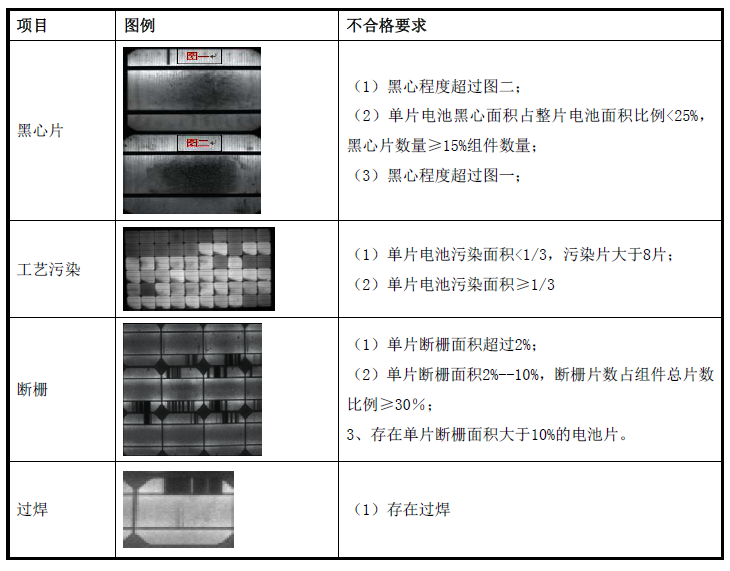 项目 图例 不合格要求
黑心片
图一
图二
（1）黑心程度超过图二；
（2）单片电池黑心面积占整片电池面积比例<25%，
黑心片数量≥15%组件数量；
（3）黑心程度超过图一；
工艺污染
（1）单片电池污染面积<1/3，污染片大于8片；
（2）单片电池污染面积≥1/3
断栅
（1）单片断栅面积超过2%；
（2）单片断栅面积2%--10%，断栅片数占组件总片数
比例≥30％；
3、存在单片断栅面积大于10%的电池片。
过焊
（1）存在过焊